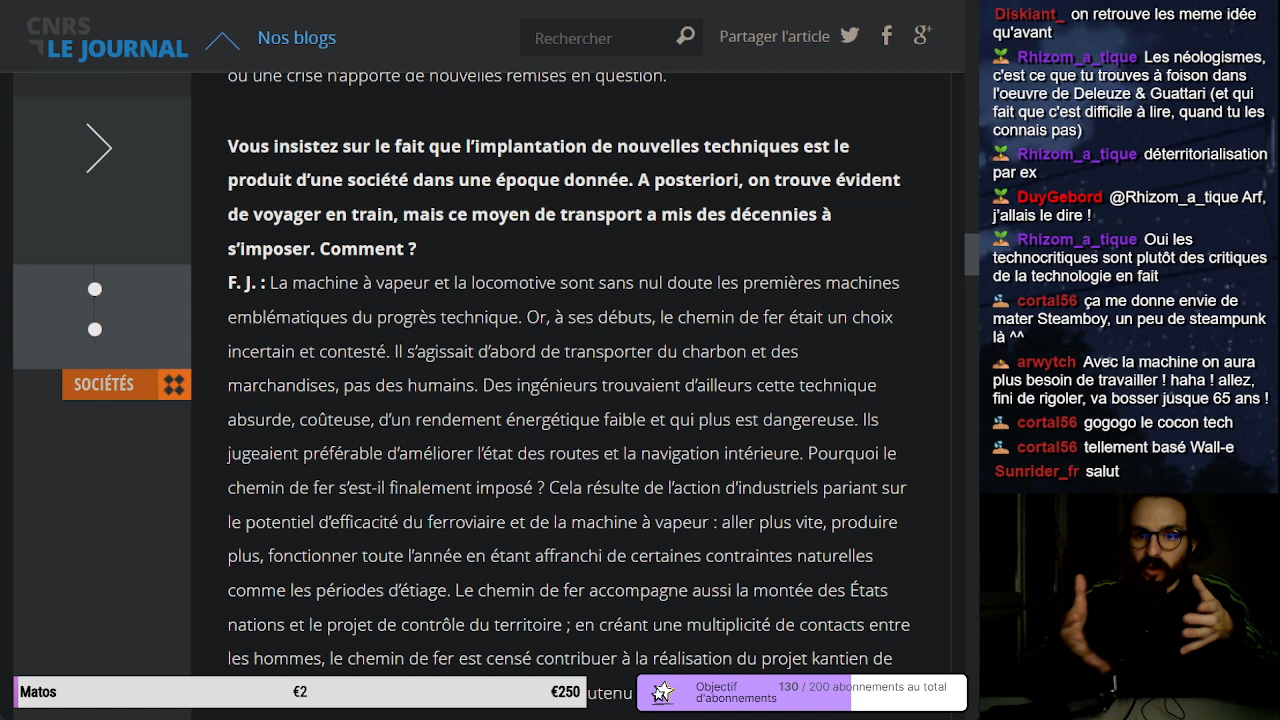 CNRS
LE JOURNAL
Nos blogs
Rechercher
Partager l'article
ou une crise n'apporte de nouvelles remises en question.
Vous insistez sur le fait que l’implantation de nouvelles techniques est le
produit d’une société dans une époque donnée. A posteriori, on trouve évident
de voyager en train, mais ce moyen de transport a mis des décennies à
s’imposer. Comment ?
F. J. : La machine à vapeur et la locomotive sont sans nul doute les premières machines
emblématiques du progrès technique. Or, à ses débuts, le chemin de fer était un choix
incertain et contesté. Il s’agissait d’abord de transporter du charbon et des
marchandises, pas des humains. Des ingénieurs trouvaient d’ailleurs cette technique
absurde, coûteuse, d’un rendement énergétique faible et qui plus est dangereuse. Ils
jugeaient préférable d’améliorer l’état des routes et la navigation intérieure. Pourquoi le
chemin de fer s’est-il finalement imposé ? Cela résulte de l’action d’industriels pariant sur
le potentiel d’efficacité du ferroviaire et de la machine à vapeur : aller plus vite, produire
plus, fonctionner toute l’année en étant affranchi de certaines contraintes naturelles
comme les périodes d’étiage. Le chemin de fer accompagne aussi la montée des États
nations et le projet de contrôle du territoire ; en créant une multiplicité de contacts entre
les hommes, le chemin de fer est censé contribuer à la réalisation du projet kantien de
utenu
SOCIÉTÉS
Matos
€2
€250
Objectif
d'abonnements
130 / 200 abonnements au total
Diskiant_ on retrouve les meme idée
qu'avant
Rhizom_a_tique Les néologismes,
c'est ce que tu trouves à foison dans
l'oeuvre de Deleuze & Guattari (et qui
fait que c'est difficile à lire, quand tu les
connais pas)
Rhizom_a_tique déterritorialisation
par ex
DuyGebord @Rhizom_a_tique Arf,
j'allais le dire !
Rhizom_a_tique Oui les
technocritiques sont plutôt des critiques
de la technologie en fait
cortal56 ça me donne envie de
mater Steamboy, un peu de steampunk
là ^^
arwytch Avec la machine on aura
plus besoin de travailler ! haha ! allez,
fini de rigoler, va bosser jusque 65 ans !
cortal56 gogogo le cocon tech
cortal56 tellement basé Wall-e
Sunrider_fr salut